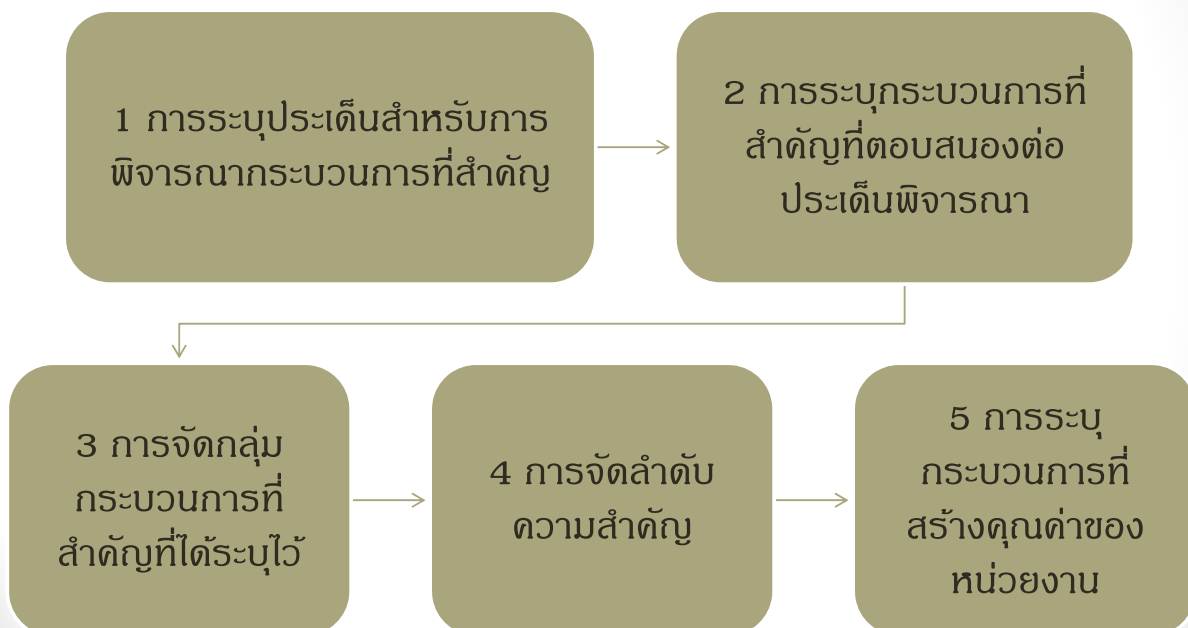 1 การระบุประเด็นสำหรับการ
พิจารณากระบวนการที่สำคัญ
2 การระบุกระบวนการที่
สำคัญที่ตอบสนองต่อ
ประเด็นพิจารณา
3 การจัดกลุ่ม
กระบวนการที่
สำคัญที่ได้ระบุไว้
4 การจัดลำดับ
ความสำคัญ
5 การระบุ
กระบวนการที่
สร้างคุณค่าของ
หน่วยงาน